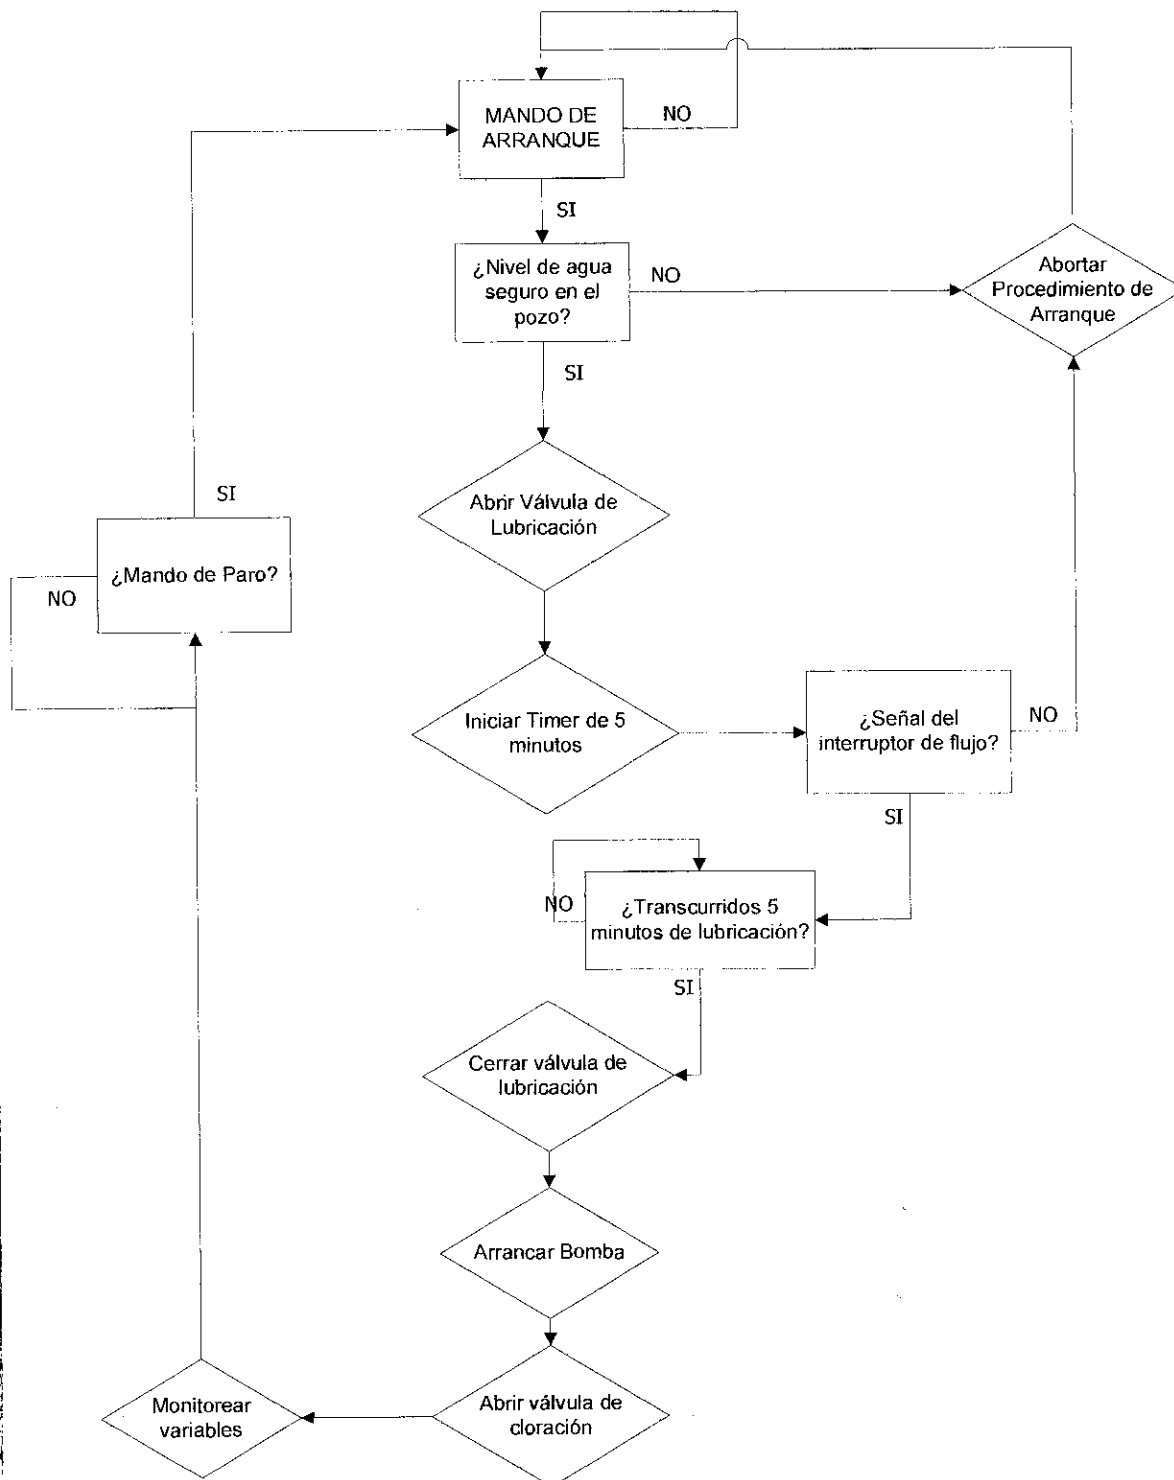 MANDO DE
ARRANQUE
NO
SI
¿Nivel de agua
seguro en el
pozo?
NO
Abortar
Procedimiento de
Arranque
SI
Abrir Válvula de
Lubricación
SI
¿Mando de Paro?
NO
Iniciar Timer de 5
minutos
¿Señal del
interruptor de flujo?
NO
SI
NO
¿Transcurridos 5
minutos de lubricación?
SI
Cerrar válvula de
lubricación
Arrancar Bomba
Abrir válvula de
cloración
Monitorear
variables